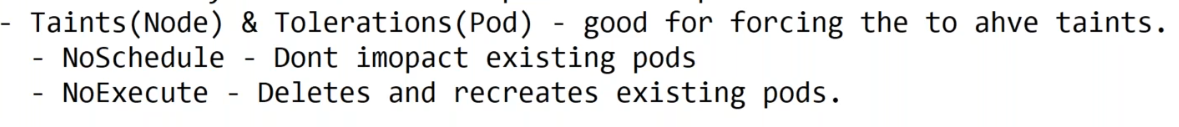 - Taints(Node) & Tolerations(Pod) - good for forcing the to ahve taints.
- NoSchedule - Dont imopact existing pods
- NoExecute - Deletes and recreates existing pods.